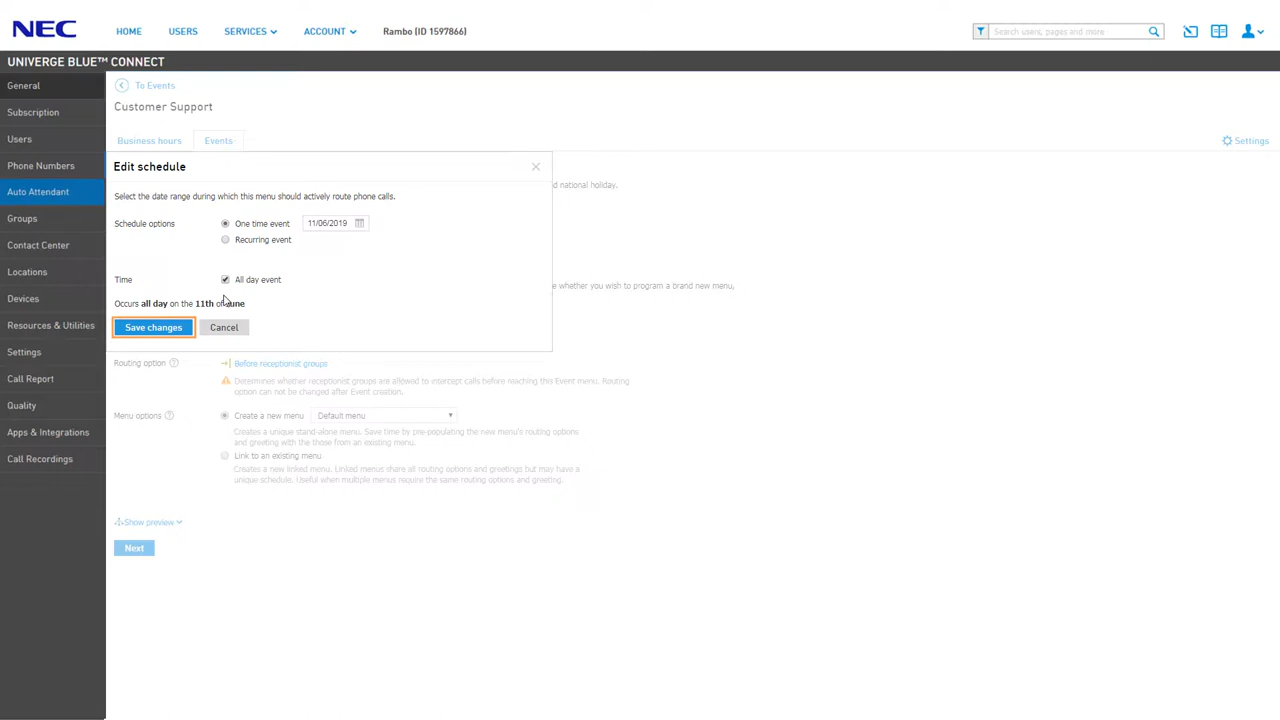 NEC HOME USERS SERVICES ACCOUNT Rambo (ID 1597866) Search users, pages and more
UNIVERGE BLUE™ CONNECT
General
Subscription
Users
Phone Numbers
Auto Attendant
Groups
Contact Center
Locations
Devices
Resources & Utilities
Settings
Call Report
Quality
Apps & Integrations
Call Recordings
To Events
Customer Support
Business hours Events Settings
Edit schedule
d national holiday.
Select the date range during which this menu should actively route phone calls.
Schedule options One time event 11/06/2019
Recurring event
Time All day event
e whether you wish to program a brand new menu,
Occurs all day on the 11th of June
Save changes Cancel
Routing option Before receptionist groups
Determines whether receptionist groups are allowed to intercept calls before reaching this Event menu. Routing
option can not be changed after Event creation.
Menu options Create a new menu Default menu
Creates a unique stand-alone menu. Save time by pre-populating the new menu's routing options
and greeting with the those from an existing menu.
Link to an existing menu
Creates a new linked menu. Linked menus share all routing options and greetings but may have a
unique schedule. Useful when multiple menus require the same routing options and greeting.
Show preview
Next